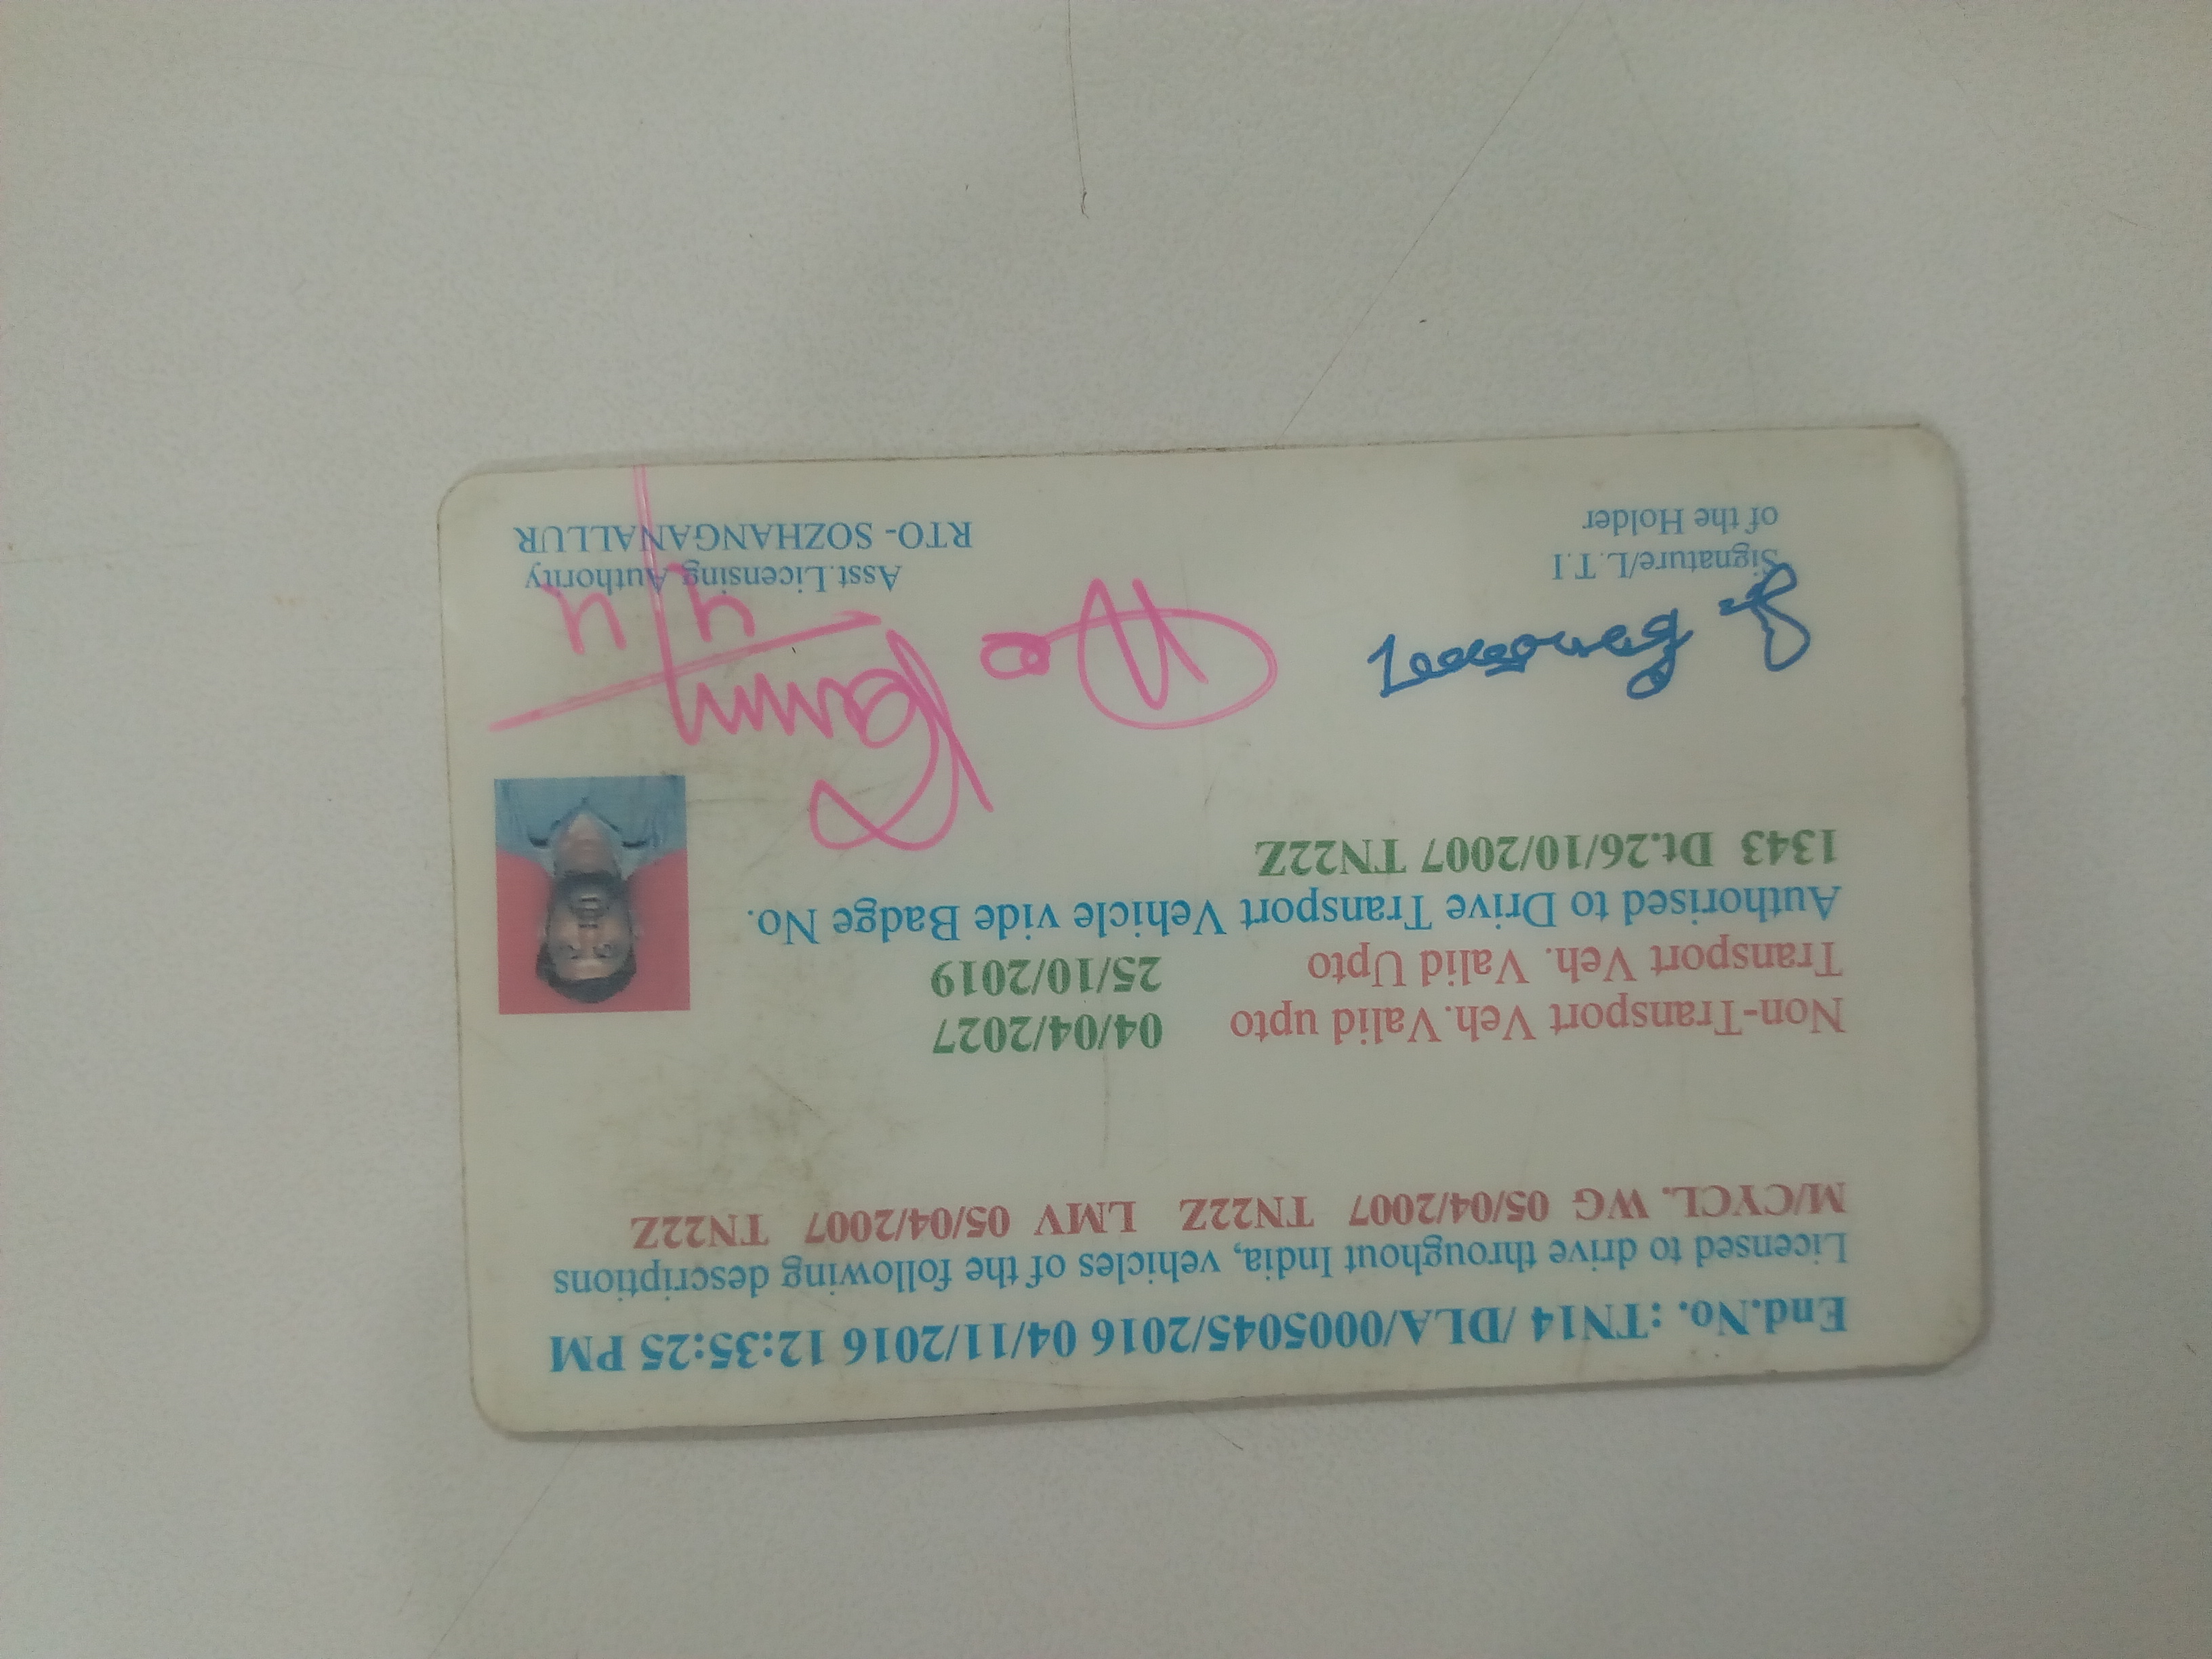 End.No. :TN14 /DLA/0005045/2016 04/11/2016 12:35:25 PM
Licensed to drive throughout India, vehicles of the following descriptions
M/CYCL. WG 05/04/2007 TN22Z LMV 05/04/2007 TN22Z
Non-Transport Veh.Valid upto 04/04/2027
Transport Veh. Valid Upto 25/10/2019
Authorised to Drive Transport Vehicle vide Badge No.
1343 Dt.26/10/2007 TN22Z
Signature/L.T.I
of the Holder
Asst.Licensing Authority
RTO- SOZHANGANALLUR